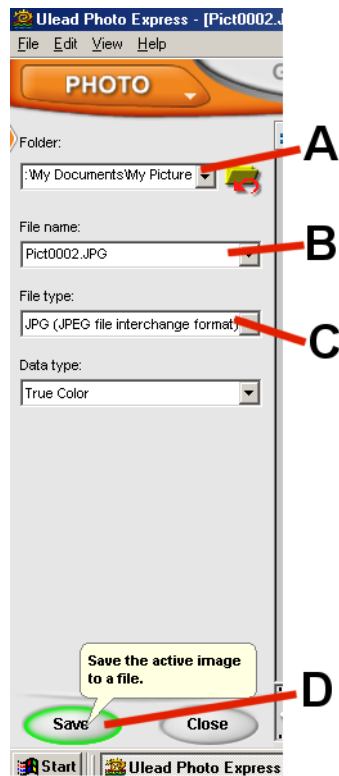 Ulead Photo Express - [Pict0002.J
File Edit View Help
PHOTO
G
Folder:
A
:\My Documents\My Picture
File name:
B
Pict0002.JPG
File type:
JPG (JPEG file interchange format)
C
Data type:
True Color
Save the active image
to a file.
D
Save Close
Start Ulead Photo Express